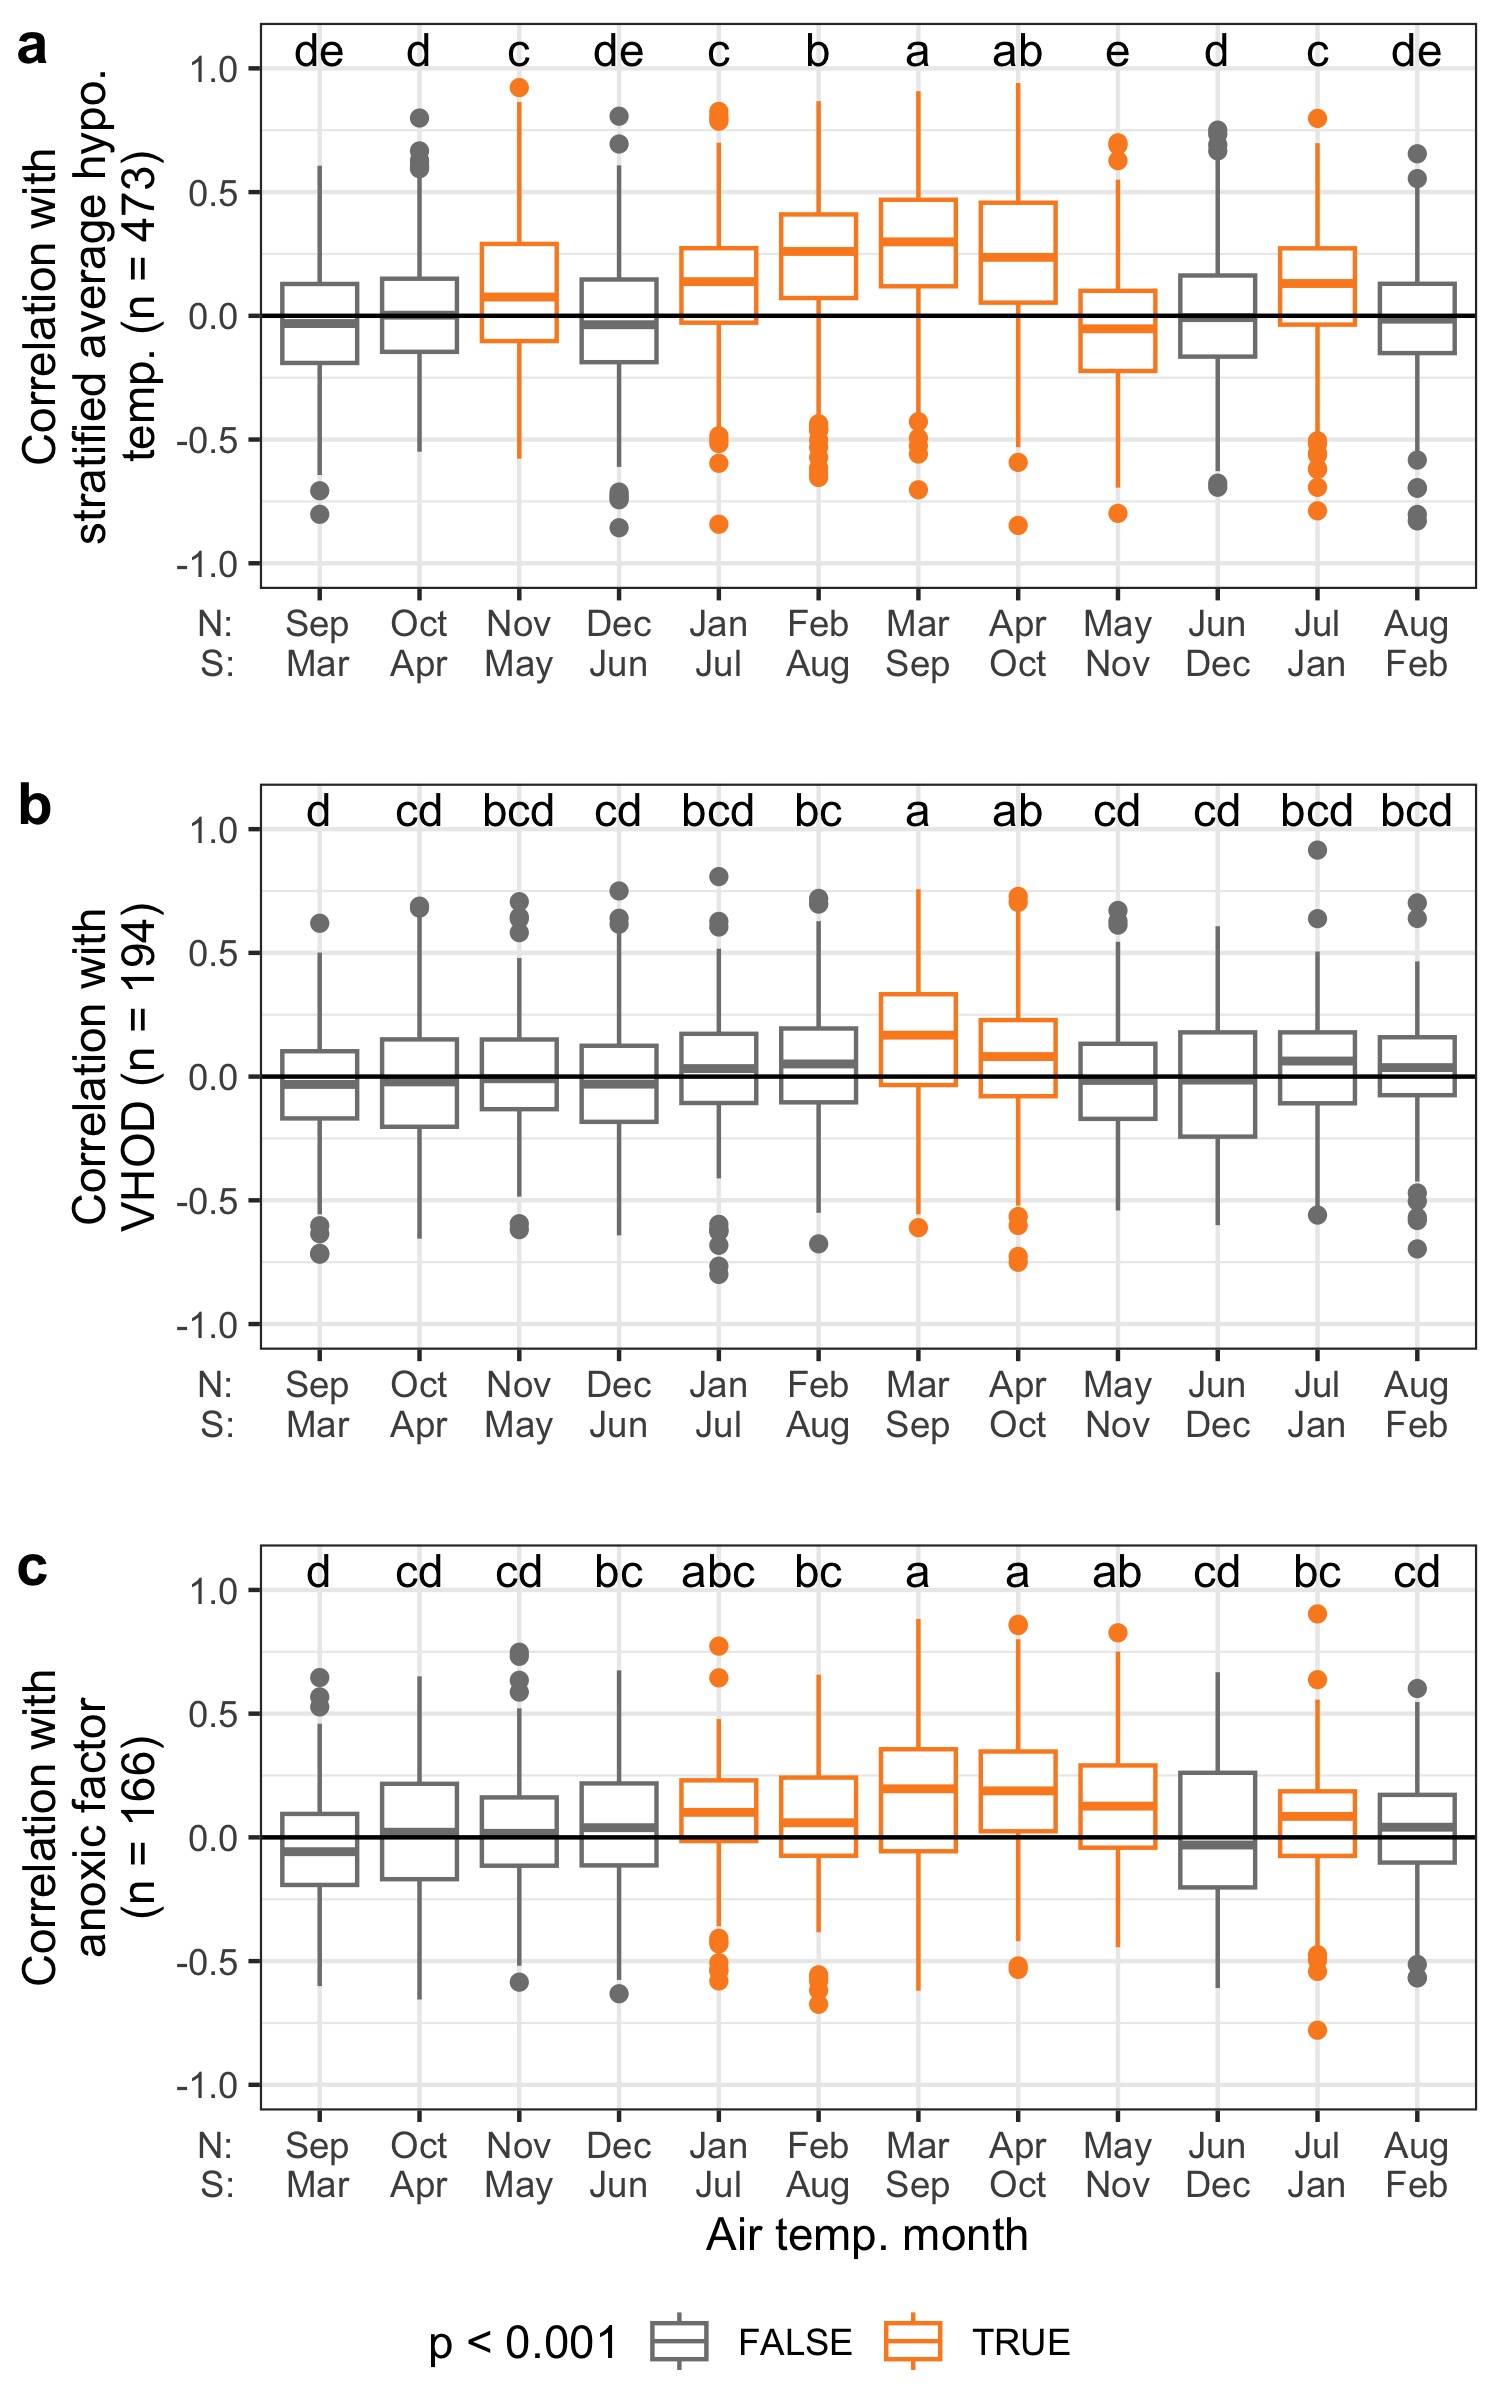 a
de d c de c b a ab e d c de
Correlation with
stratified average hypo.
temp. (n = 473)
1.0
0.5
0.0
-0.5
-1.0
N: Sep Oct Nov Dec Jan Feb Mar Apr May Jun Jul Aug
S: Mar Apr May Jun Jul Aug Sep Oct Nov Dec Jan Feb
b
d cd bcd cd bcd bc a ab cd cd bcd bcd
Correlation with
VHOD (n = 194)
1.0
0.5
0.0
-0.5
-1.0
N: Sep Oct Nov Dec Jan Feb Mar Apr May Jun Jul Aug
S: Mar Apr May Jun Jul Aug Sep Oct Nov Dec Jan Feb
c
d cd cd bc abc bc a a ab cd bc cd
Correlation with
anoxic factor
(n = 166)
1.0
0.5
0.0
-0.5
-1.0
N: Sep Oct Nov Dec Jan Feb Mar Apr May Jun Jul Aug
S: Mar Apr May Jun Jul Aug Sep Oct Nov Dec Jan Feb
Air temp. month
p < 0.001 FALSE TRUE